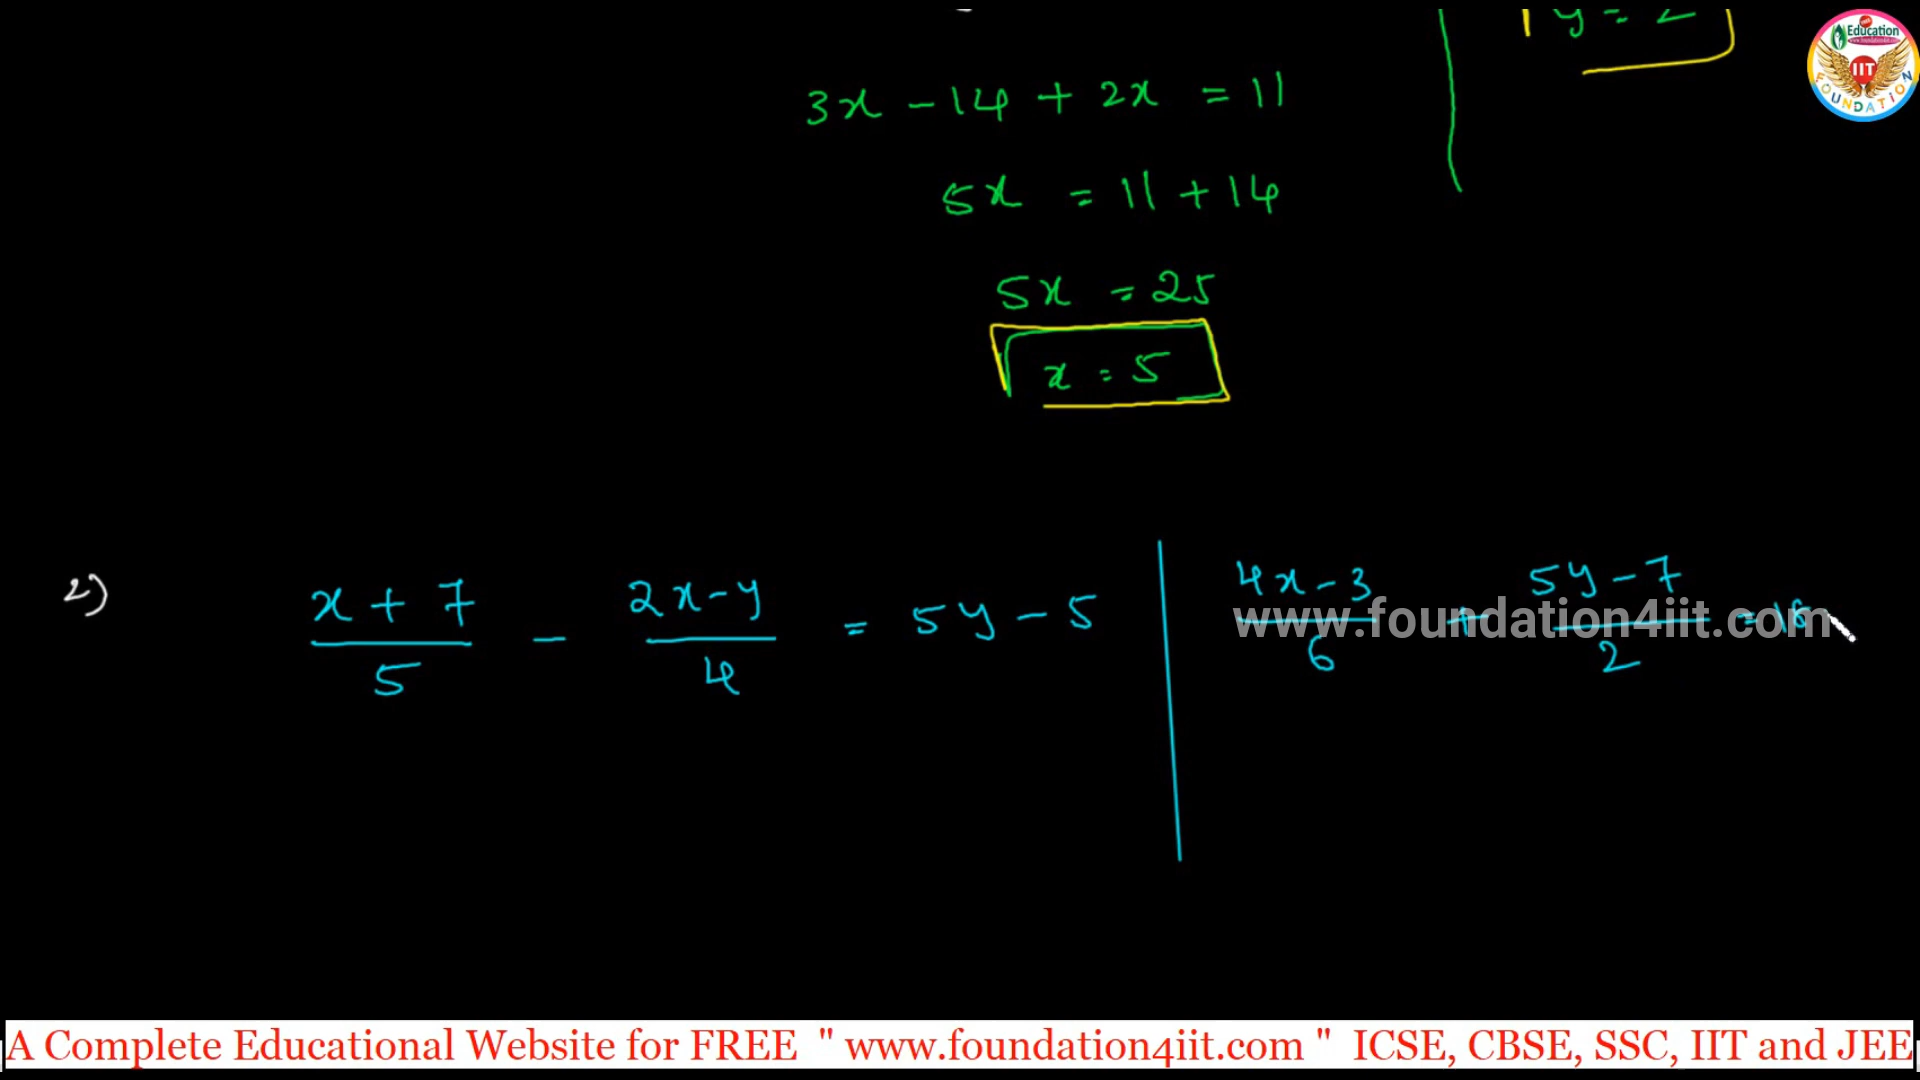 y = 2
Education
IIT
FOUNDATION
3x - 14 + 2x = 11
5x = 11 + 14
5x = 25
x = 5
2)
x + 7 / 5 - 2x - y / 4 = 5y - 5
4x - 3 / 6 + 5y - 7 / 2 = 18
www.foundation4iit.com
A Complete Educational Website for FREE " www.foundation4iit.com " ICSE, CBSE, SSC, IIT and JEE